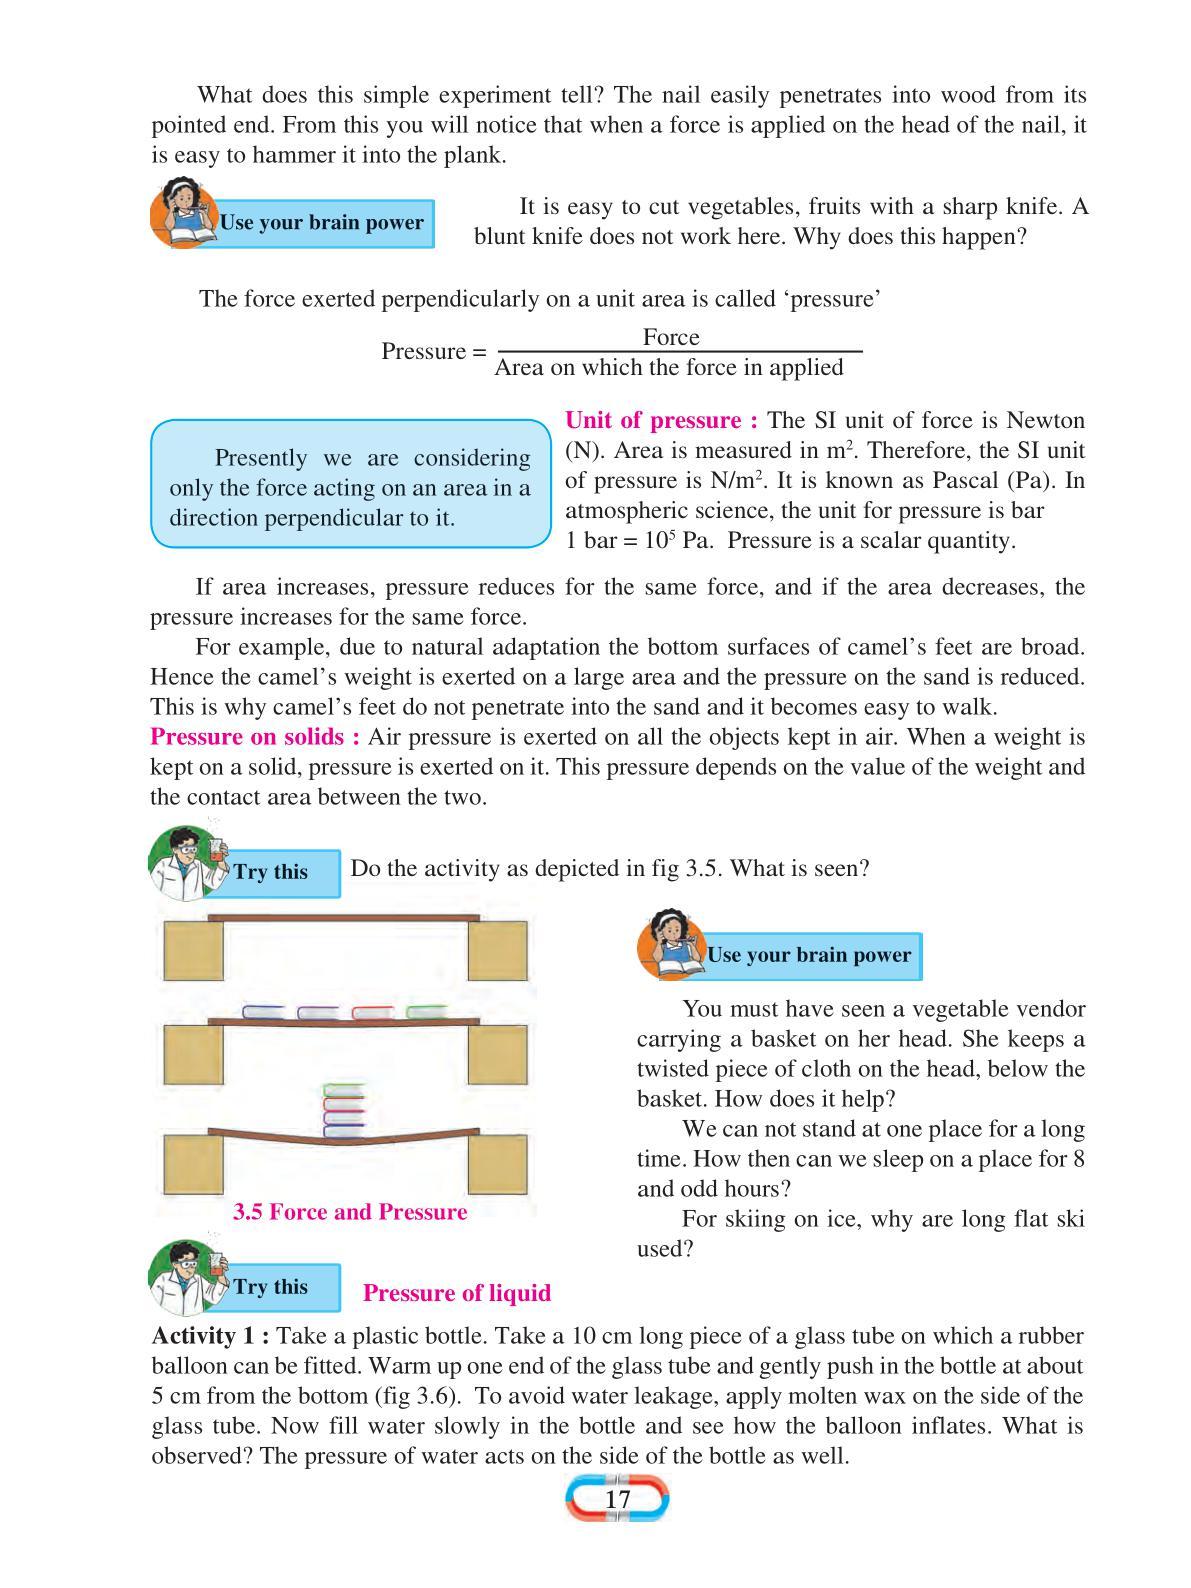 What does this simple experiment tell? The nail easily penetrates into wood from its
pointed end. From this you will notice that when a force is applied on the head of the nail, it
is easy to hammer it into the plank.
Use your brain power
It is easy to cut vegetables, fruits with a sharp knife. A
blunt knife does not work here. Why does this happen?
The force exerted perpendicularly on a unit area is called ‘pressure’
Force
Pressure =
Area on which the force in applied
Presently we are considering
only the force acting on an area in a
direction perpendicular to it.
Unit of pressure : The SI unit of force is Newton
(N). Area is measured in m². Therefore, the SI unit
of pressure is N/m². It is known as Pascal (Pa). In
atmospheric science, the unit for pressure is bar
1 bar = 10⁵ Pa. Pressure is a scalar quantity.
If area increases, pressure reduces for the same force, and if the area decreases, the
pressure increases for the same force.
For example, due to natural adaptation the bottom surfaces of camel’s feet are broad.
Hence the camel’s weight is exerted on a large area and the pressure on the sand is reduced.
This is why camel’s feet do not penetrate into the sand and it becomes easy to walk.
Pressure on solids : Air pressure is exerted on all the objects kept in air. When a weight is
kept on a solid, pressure is exerted on it. This pressure depends on the value of the weight and
the contact area between the two.
Try this
Do the activity as depicted in fig 3.5. What is seen?
3.5 Force and Pressure
Use your brain power
You must have seen a vegetable vendor
carrying a basket on her head. She keeps a
twisted piece of cloth on the head, below the
basket. How does it help?
We can not stand at one place for a long
time. How then can we sleep on a place for 8
and odd hours?
For skiing on ice, why are long flat ski
used?
Try this
Pressure of liquid
Activity 1 : Take a plastic bottle. Take a 10 cm long piece of a glass tube on which a rubber
balloon can be fitted. Warm up one end of the glass tube and gently push in the bottle at about
5 cm from the bottom (fig 3.6). To avoid water leakage, apply molten wax on the side of the
glass tube. Now fill water slowly in the bottle and see how the balloon inflates. What is
observed? The pressure of water acts on the side of the bottle as well.
17